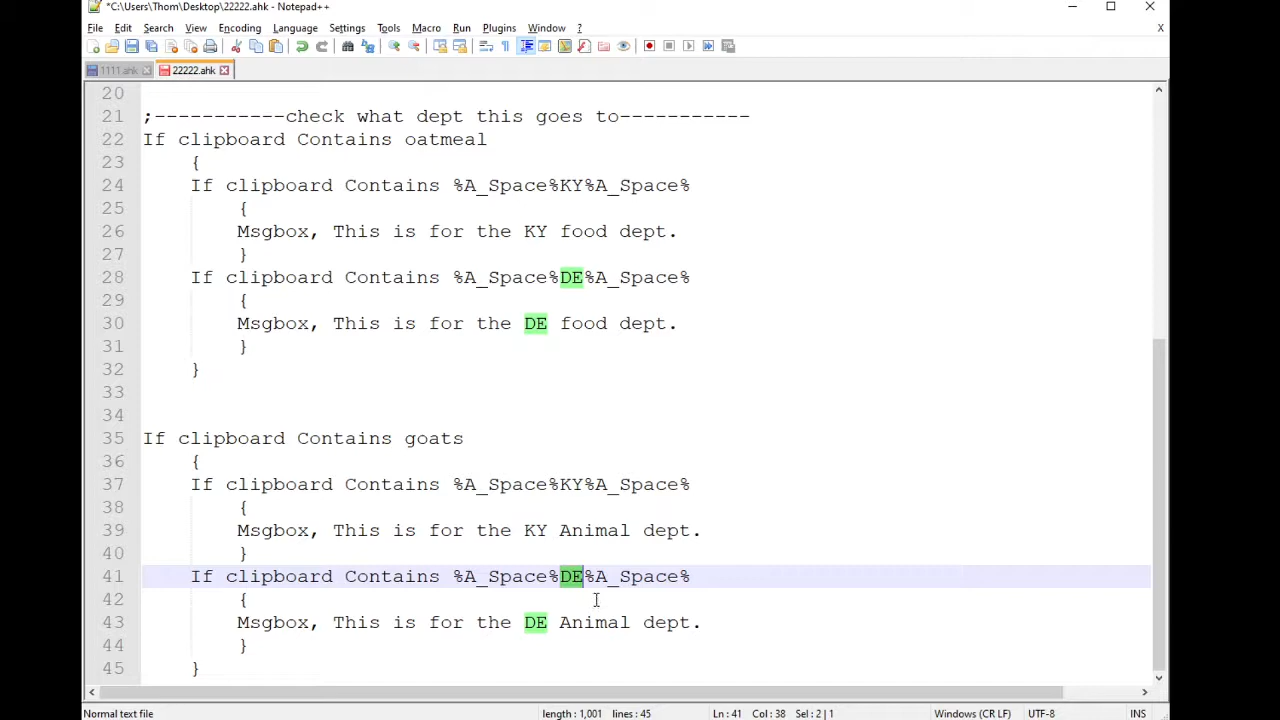 *C:\Users\Thom\Desktop\22222.ahk - Notepad++
File Edit Search View Encoding Language Settings Tools Macro Run Plugins Window ? X
1111.ahk 22222.ahk
20
21 ;-----------check what dept this goes to-----------
22 If clipboard Contains oatmeal
23 {
24 If clipboard Contains %A_Space%KY%A_Space%
25 {
26 Msgbox, This is for the KY food dept.
27 }
28 If clipboard Contains %A_Space%DE%A_Space%
29 {
30 Msgbox, This is for the DE food dept.
31 }
32 }
33
34
35 If clipboard Contains goats
36 {
37 If clipboard Contains %A_Space%KY%A_Space%
38 {
39 Msgbox, This is for the KY Animal dept.
40 }
41 If clipboard Contains %A_Space%DE%A_Space%
42 {
43 Msgbox, This is for the DE Animal dept.
44 }
45 }
Normal text file length : 1,001 lines : 45 Ln : 41 Col : 38 Sel : 2 | 1 Windows (CR LF) UTF-8 INS